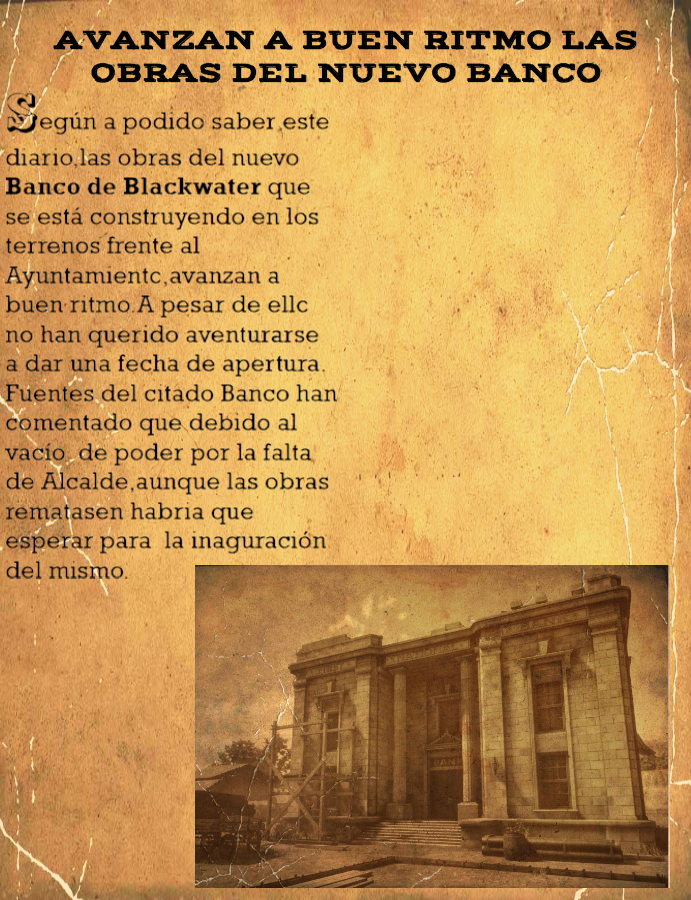 AVANZAN A BUEN RITMO LAS
OBRAS DEL NUEVO BANCO
Según a podido saber,este
diario,las obras del nuevo
Banco de Blackwater que
se está construyendo en los
terrenos frente al
Ayuntamientc,avanzan a
buen ritmo.A pesar de ellc
no han querido aventurarse
a dar una fecha de apertura.
Fuentes del citado Banco han
comentado que debido al
vacío de poder por la falta
de Alcalde,aunque las obras
rematasen habria que
esperar para la inaguración
del mismo.